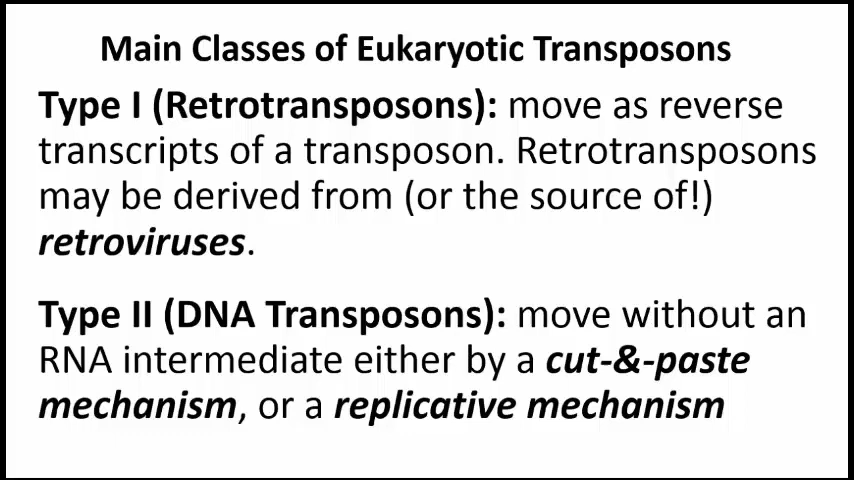 Main Classes of Eukaryotic Transposons
Type I (Retrotransposons): move as reverse
transcripts of a transposon. Retrotransposons
may be derived from (or the source of!)
retroviruses.
Type II (DNA Transposons): move without an
RNA intermediate either by a cut-&-paste
mechanism, or a replicative mechanism